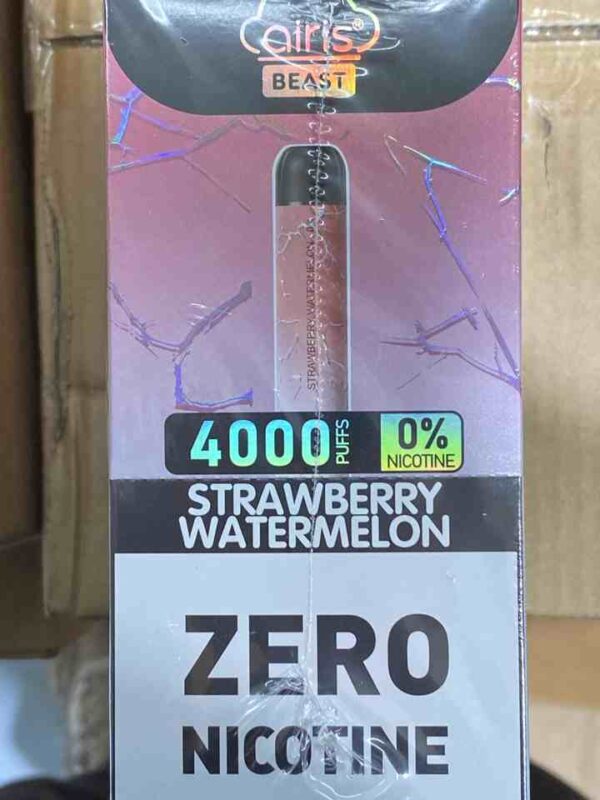 airis®
BEAST
STRAWBERRY WATERMELON
4000 PUFFS
0%
NICOTINE
STRAWBERRY
WATERMELON
ZERO
NICOTINE